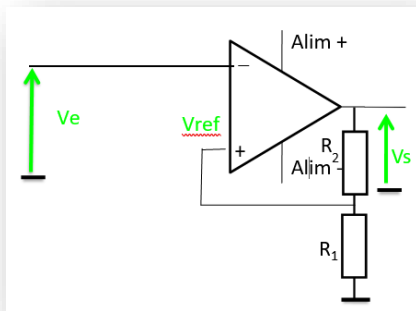 Alim +
−
Ve
Vref
+
R2
Vs
Alim -
R1